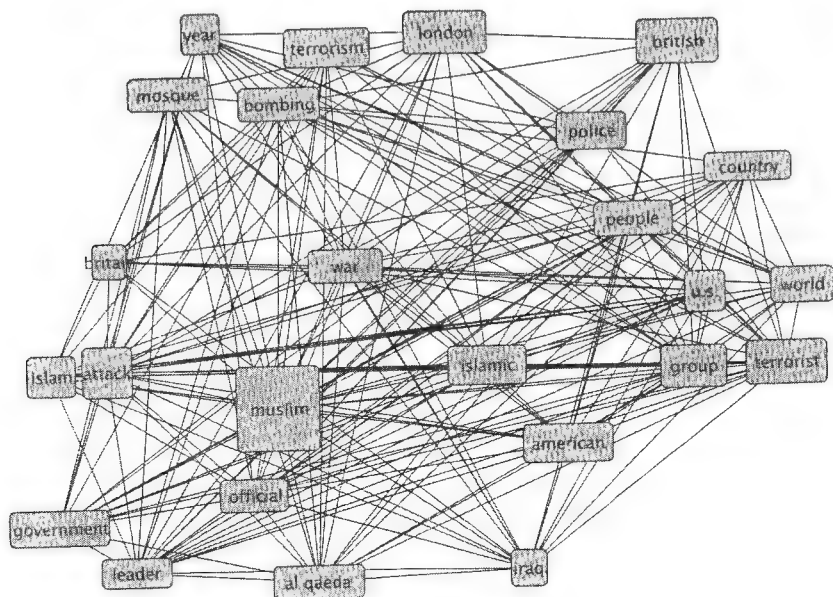 year
terrorism
london
british
mosque
bombing
police
country
people
britain
war
u.s.
world
islam
attack
muslim
islamic
group
terrorist
american
official
government
leader
al qaeda
iraq